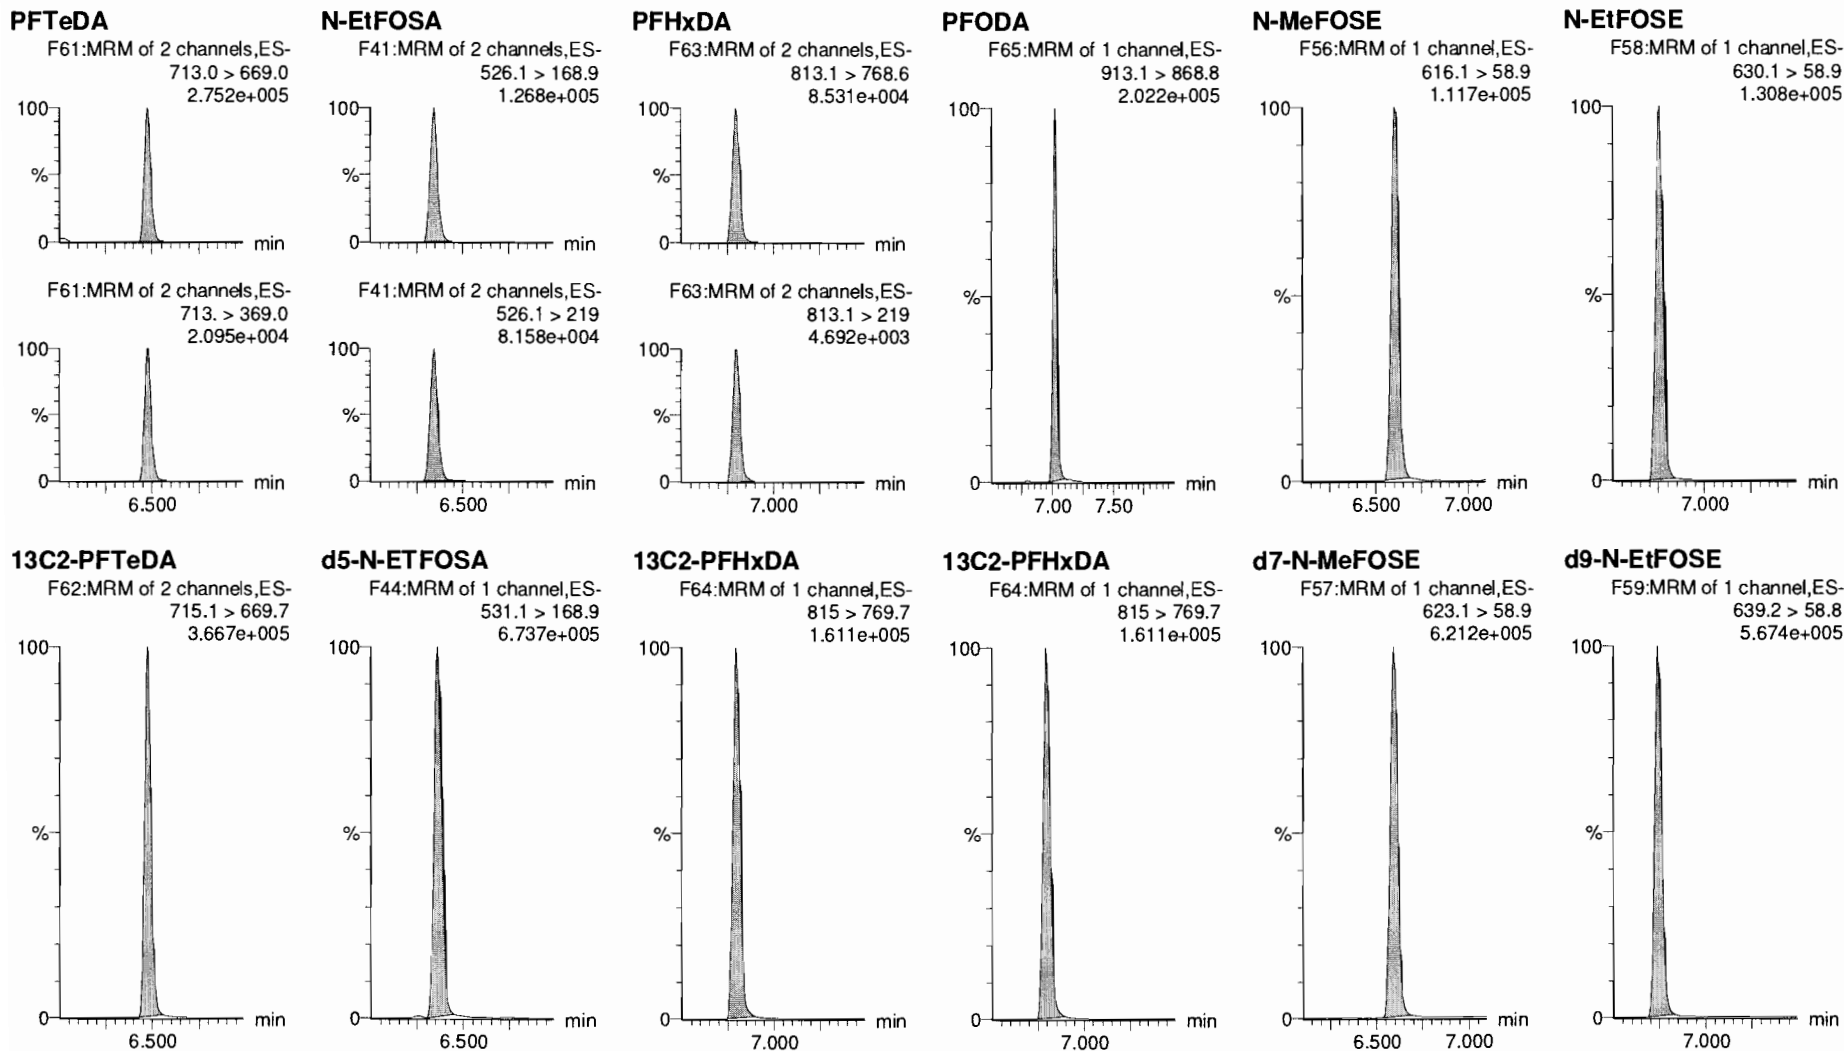 PFTeDA
F61:MRM of 2 channels,ES-
713.0 > 669.0
2.752e+005
100
%
0
min
F61:MRM of 2 channels,ES-
713. > 369.0
2.095e+004
100
%
0
min
6.500
N-EtFOSA
F41:MRM of 2 channels,ES-
526.1 > 168.9
1.268e+005
100
%
0
min
F41:MRM of 2 channels,ES-
526.1 > 219
8.158e+004
100
%
0
min
6.500
PFHxDA
F63:MRM of 2 channels,ES-
813.1 > 768.6
8.531e+004
100
%
0
min
F63:MRM of 2 channels,ES-
813.1 > 219
4.692e+003
100
%
0
min
7.000
PFODA
F65:MRM of 1 channel,ES-
913.1 > 868.8
2.022e+005
100
%
0
min
7.00 7.50
N-MeFOSE
F56:MRM of 1 channel,ES-
616.1 > 58.9
1.117e+005
100
%
0
min
6.500 7.000
N-EtFOSE
F58:MRM of 1 channel,ES-
630.1 > 58.9
1.308e+005
100
%
0
min
7.000
13C2-PFTeDA
F62:MRM of 2 channels,ES-
715.1 > 669.7
3.667e+005
100
%
0
min
6.500
d5-N-ETFOSA
F44:MRM of 1 channel,ES-
531.1 > 168.9
6.737e+005
100
%
0
min
6.500
13C2-PFHxDA
F64:MRM of 1 channel,ES-
815 > 769.7
1.611e+005
100
%
0
min
7.000
13C2-PFHxDA
F64:MRM of 1 channel,ES-
815 > 769.7
1.611e+005
100
%
0
min
7.000
d7-N-MeFOSE
F57:MRM of 1 channel,ES-
623.1 > 58.9
6.212e+005
100
%
0
min
6.500 7.000
d9-N-EtFOSE
F59:MRM of 1 channel,ES-
639.2 > 58.8
5.674e+005
100
%
0
min
7.000